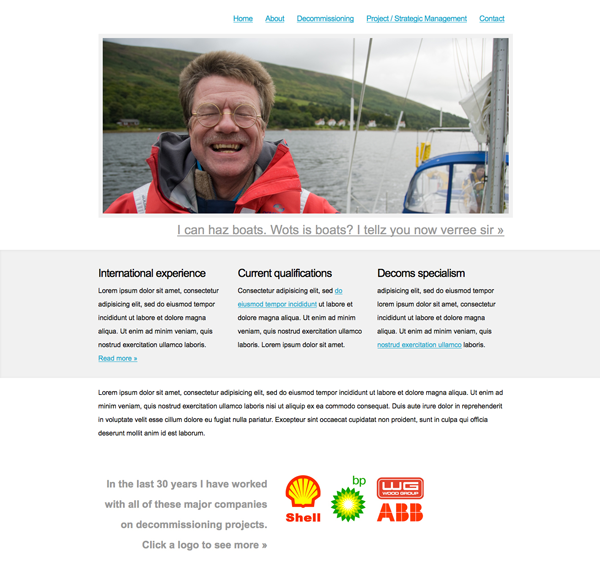 Home About Decommissioning Project / Strategic Management Contact
I can haz boats. Wots is boats? I tellz you now verree sir »
International experience
Lorem ipsum dolor sit amet, consectetur
adipisicing elit, sed do eiusmod tempor
incididunt ut labore et dolore magna
aliqua. Ut enim ad minim veniam, quis
nostrud exercitation ullamco laboris.
Read more »
Current qualifications
Consectetur adipisicing elit, sed do
eiusmod tempor incididunt ut labore et
dolore magna aliqua. Ut enim ad minim
veniam, quis nostrud exercitation ullamco
laboris. Lorem ipsum dolor sit amet.
Decoms specialism
adipisicing elit, sed do eiusmod tempor
lorem ipsum dolor sit amet, consectetur
incididunt ut labore et dolore magna
aliqua. Ut enim ad minim veniam, quis
nostrud exercitation ullamco laboris.
Lorem ipsum dolor sit amet, consectetur adipisicing elit, sed do eiusmod tempor incididunt ut labore et dolore magna aliqua. Ut enim ad
minim veniam, quis nostrud exercitation ullamco laboris nisi ut aliquip ex ea commodo consequat. Duis aute irure dolor in reprehenderit
in voluptate velit esse cillum dolore eu fugiat nulla pariatur. Excepteur sint occaecat cupidatat non proident, sunt in culpa qui officia
deserunt mollit anim id est laborum.
In the last 30 years I have worked
with all of these major companies
on decommissioning projects.
Click a logo to see more »
Shell
bp
WG
WOOD GROUP
ABB